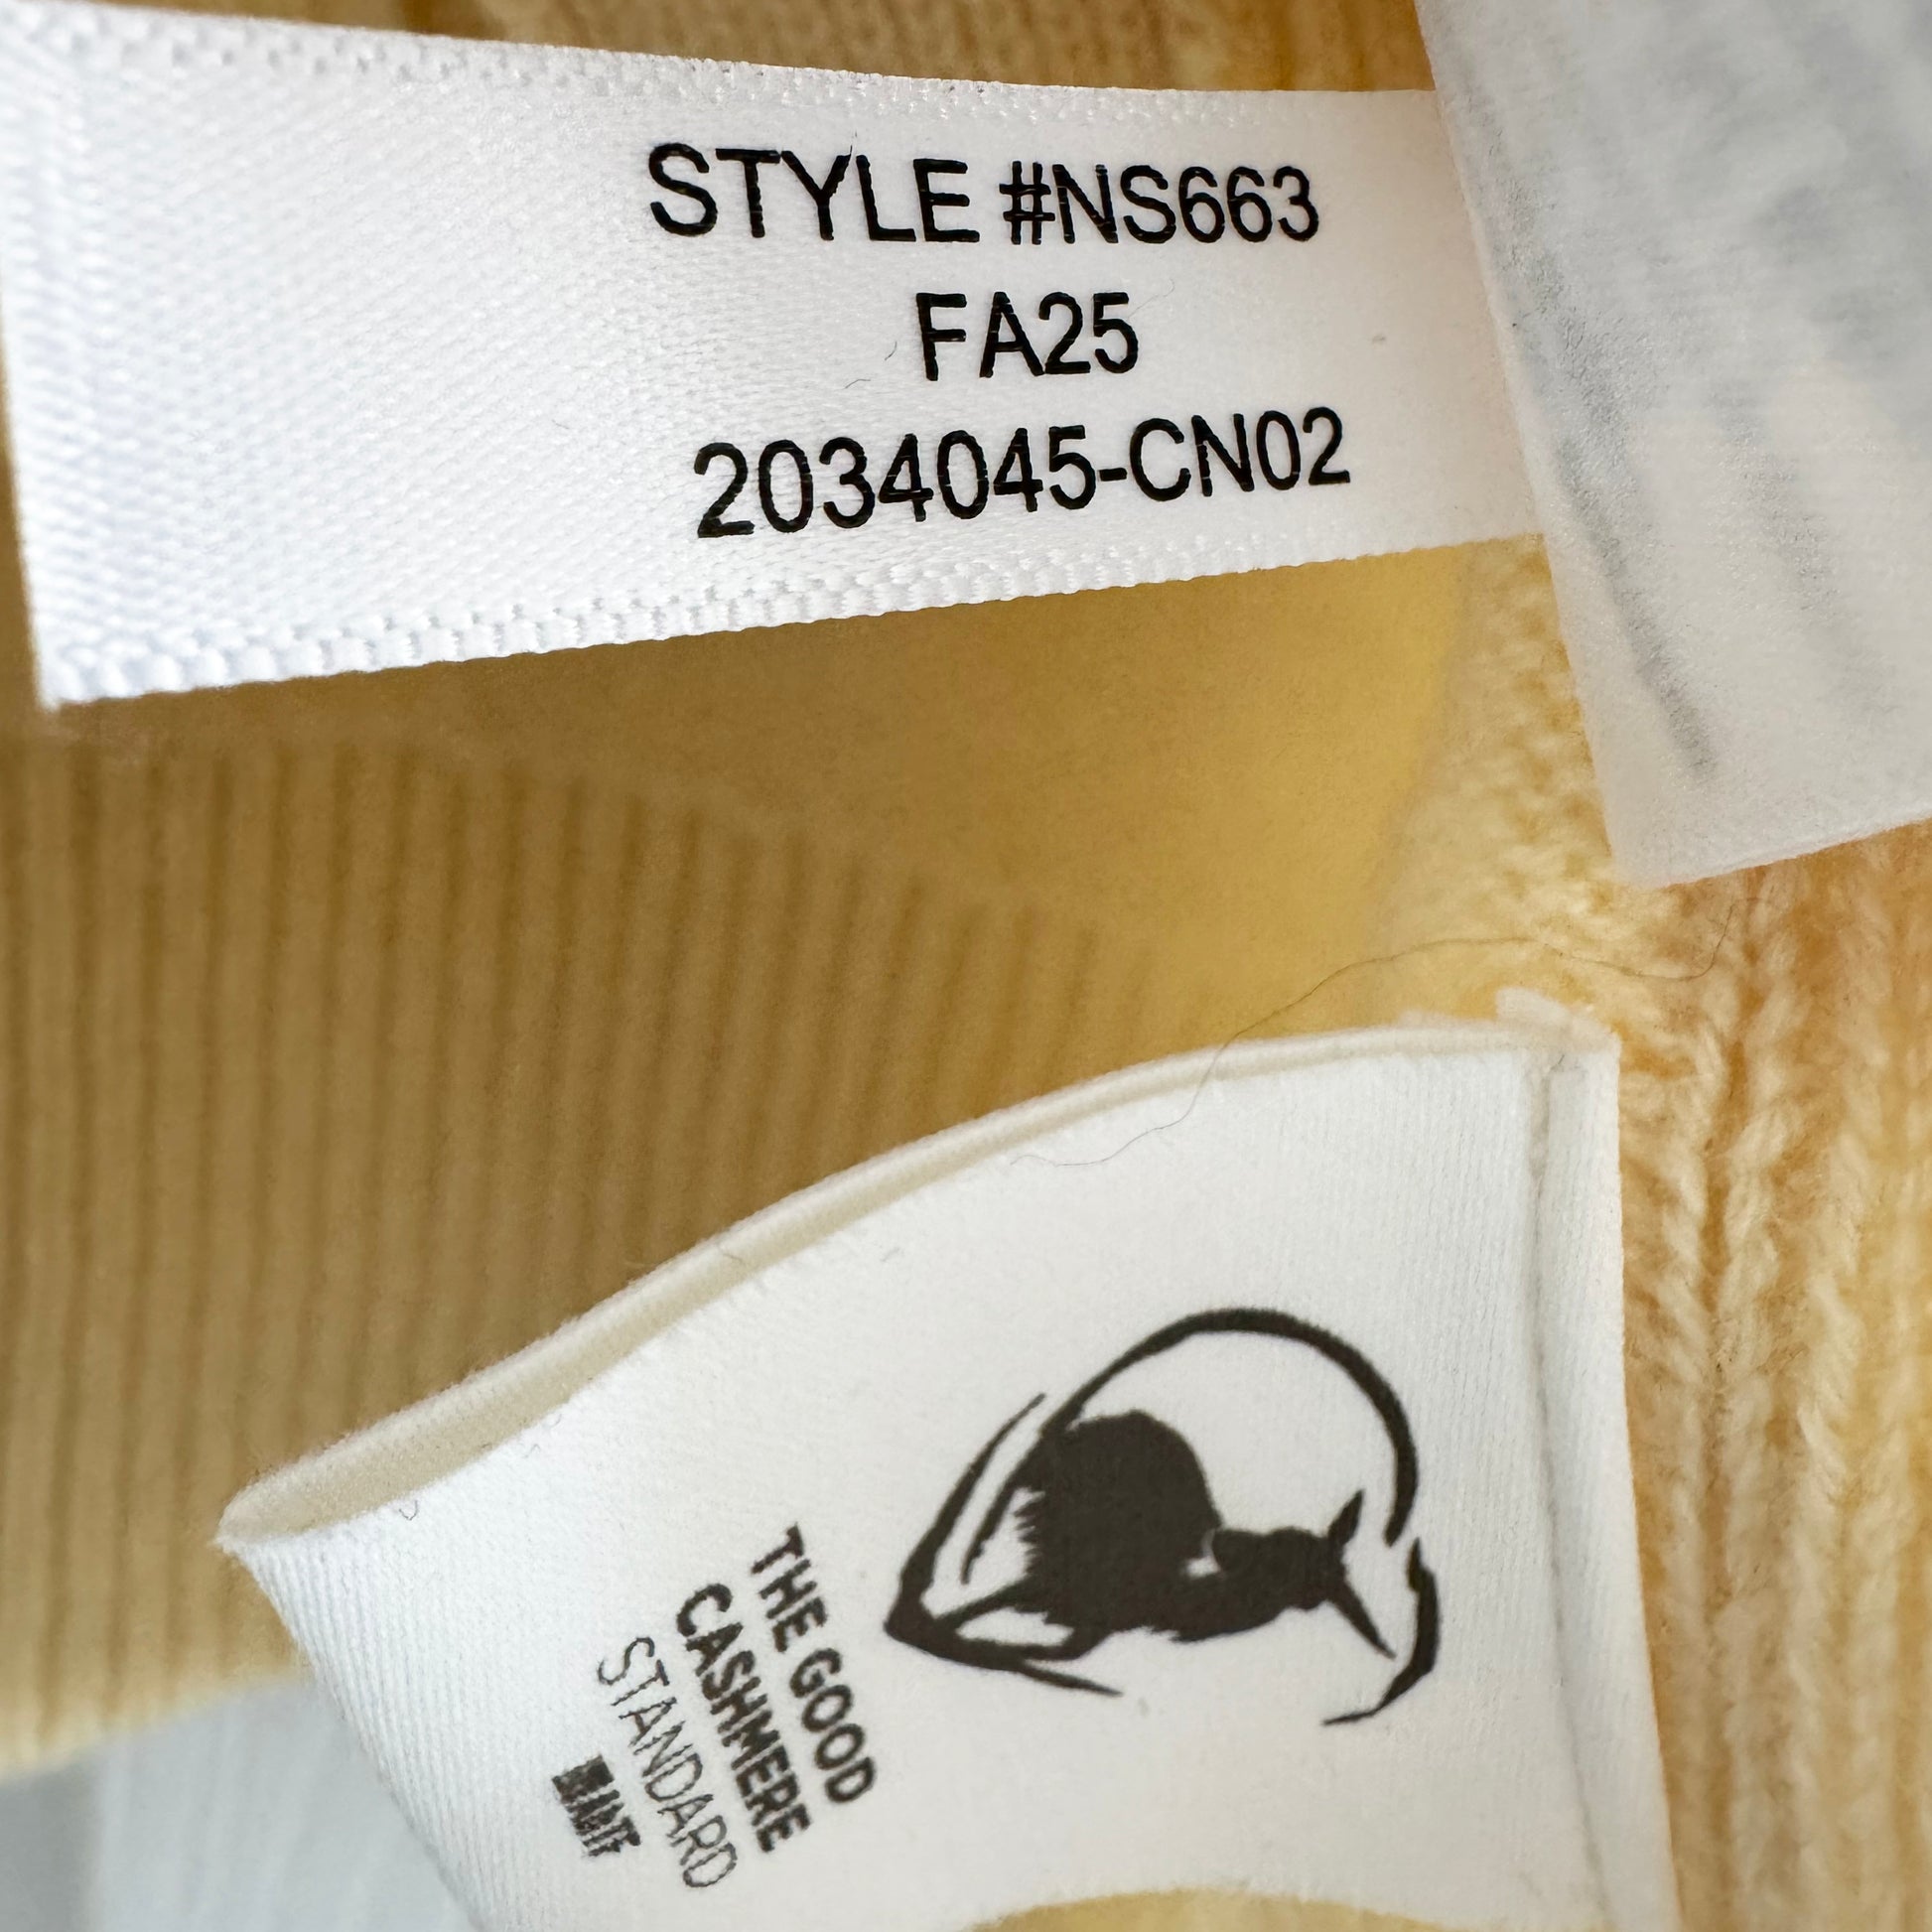 STYLE #NS663
FA25
2034045-CN02
THE GOOD
CASHMERE
STANDARD